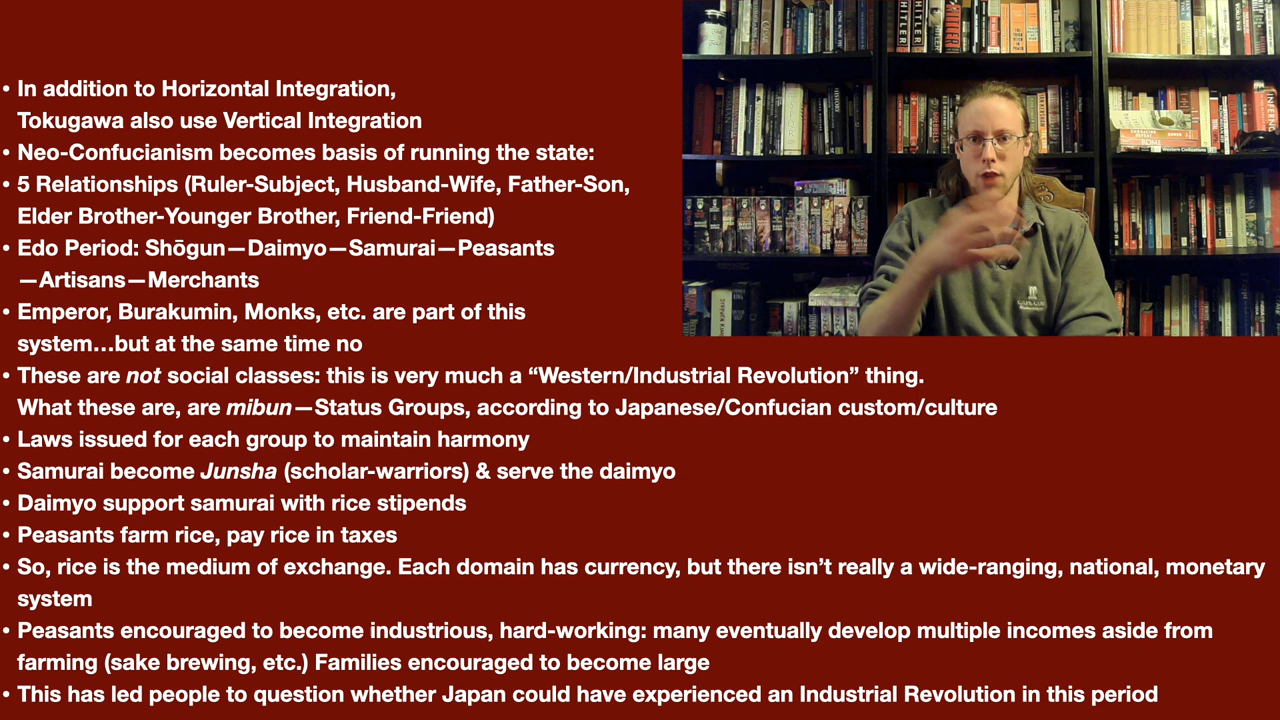 • In addition to Horizontal Integration,
Tokugawa also use Vertical Integration
• Neo-Confucianism becomes basis of running the state:
• 5 Relationships (Ruler-Subject, Husband-Wife, Father-Son,
Elder Brother-Younger Brother, Friend-Friend)
• Edo Period: Shōgun—Daimyo—Samurai—Peasants
—Artisans—Merchants
• Emperor, Burakumin, Monks, etc. are part of this
system…but at the same time no
• These are not social classes: this is very much a “Western/Industrial Revolution” thing.
What these are, are mibun—Status Groups, according to Japanese/Confucian custom/culture
• Laws issued for each group to maintain harmony
• Samurai become Junsha (scholar-warriors) & serve the daimyo
• Daimyo support samurai with rice stipends
• Peasants farm rice, pay rice in taxes
• So, rice is the medium of exchange. Each domain has currency, but there isn’t really a wide-ranging, national, monetary
system
• Peasants encouraged to become industrious, hard-working: many eventually develop multiple incomes aside from
farming (sake brewing, etc.) Families encouraged to become large
• This has led people to question whether Japan could have experienced an Industrial Revolution in this period
HITLER
INFERNO